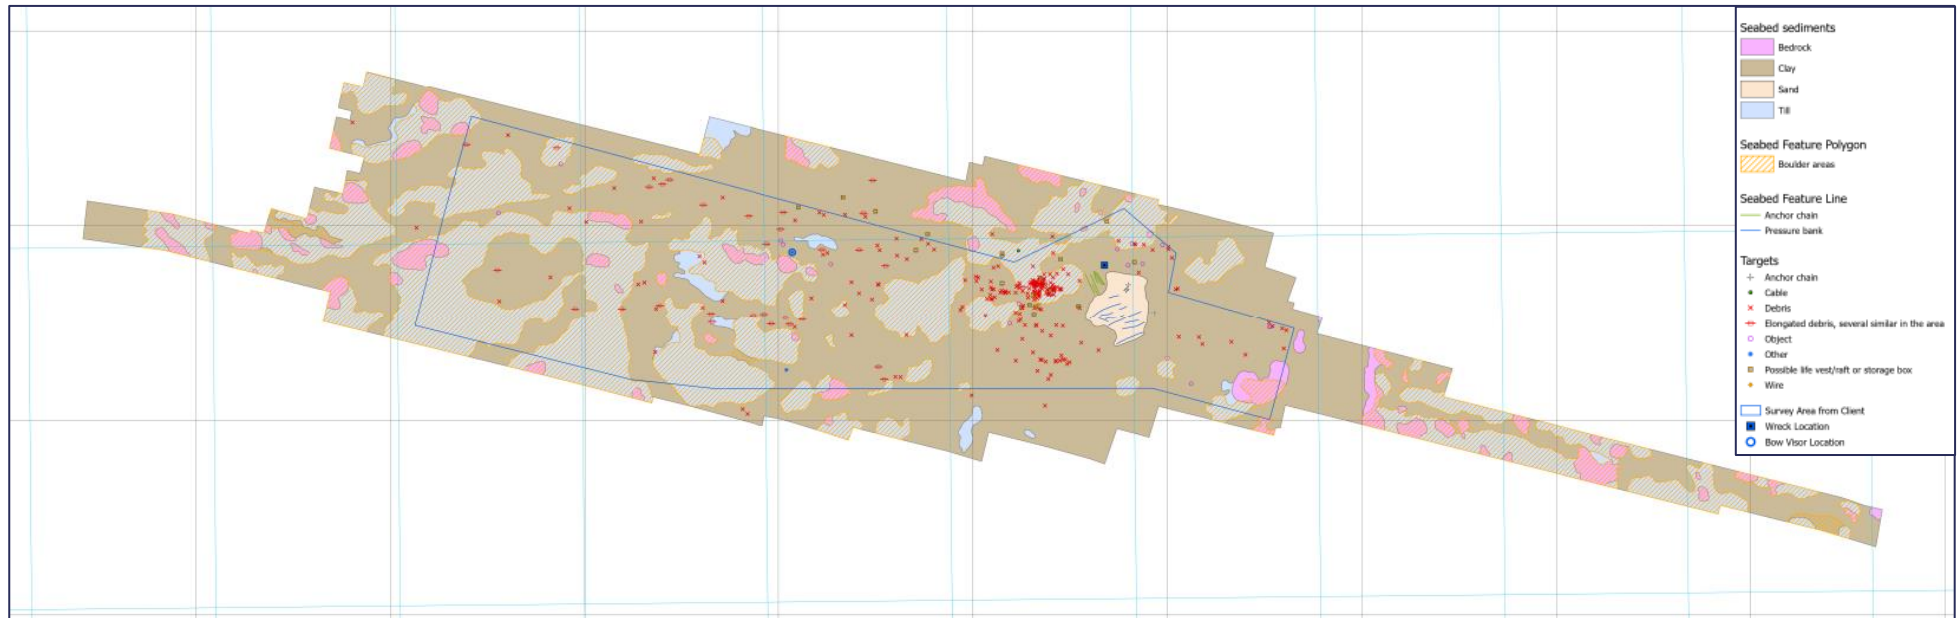 Seabed sediments
Bedrock
Clay
Sand
Till
Seabed Feature Polygon
Boulder areas
Seabed Feature Line
Anchor chain
Pressure bank
Targets
Anchor chain
Cable
Debris
Elongated debris, several similar in the area
Object
Other
Possible life vest/raft or storage box
Wire
Survey Area from Client
Wreck Location
Bow Visor Location